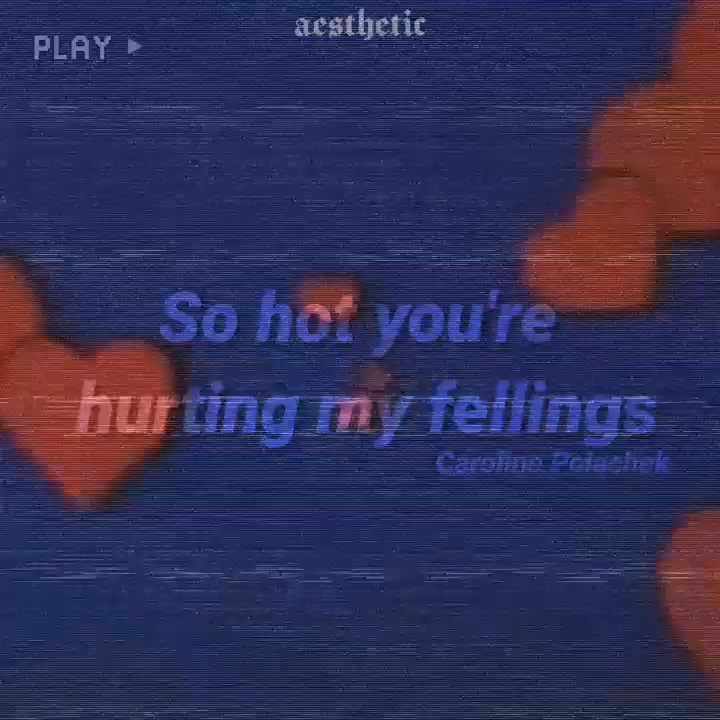 aesthetic
PLAY
So hot you're
hurting my fellings
Caroline Polachek